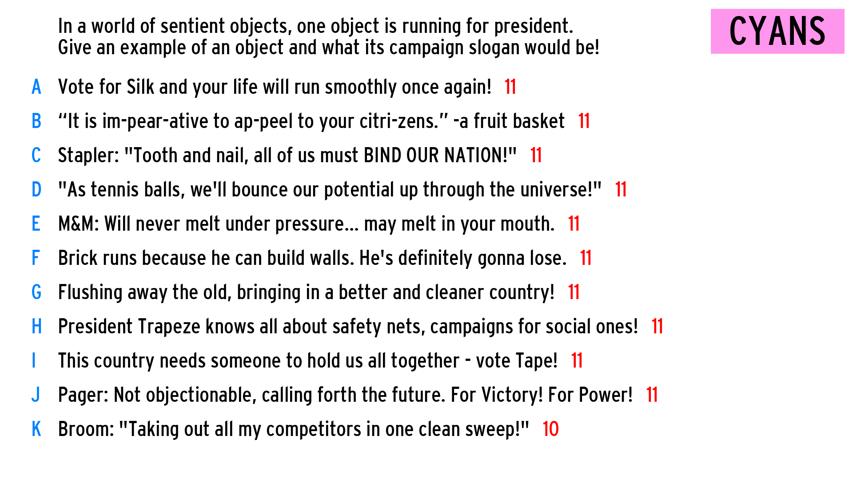 In a world of sentient objects, one object is running for president.
Give an example of an object and what its campaign slogan would be!
CYANS
A Vote for Silk and your life will run smoothly once again! 11
B “It is im-pear-ative to ap-peel to your citri-zens.” -a fruit basket 11
C Stapler: "Tooth and nail, all of us must BIND OUR NATION!" 11
D "As tennis balls, we'll bounce our potential up through the universe!" 11
E M&M: Will never melt under pressure... may melt in your mouth. 11
F Brick runs because he can build walls. He's definitely gonna lose. 11
G Flushing away the old, bringing in a better and cleaner country! 11
H President Trapeze knows all about safety nets, campaigns for social ones! 11
I This country needs someone to hold us all together - vote Tape! 11
J Pager: Not objectionable, calling forth the future. For Victory! For Power! 11
K Broom: "Taking out all my competitors in one clean sweep!" 10